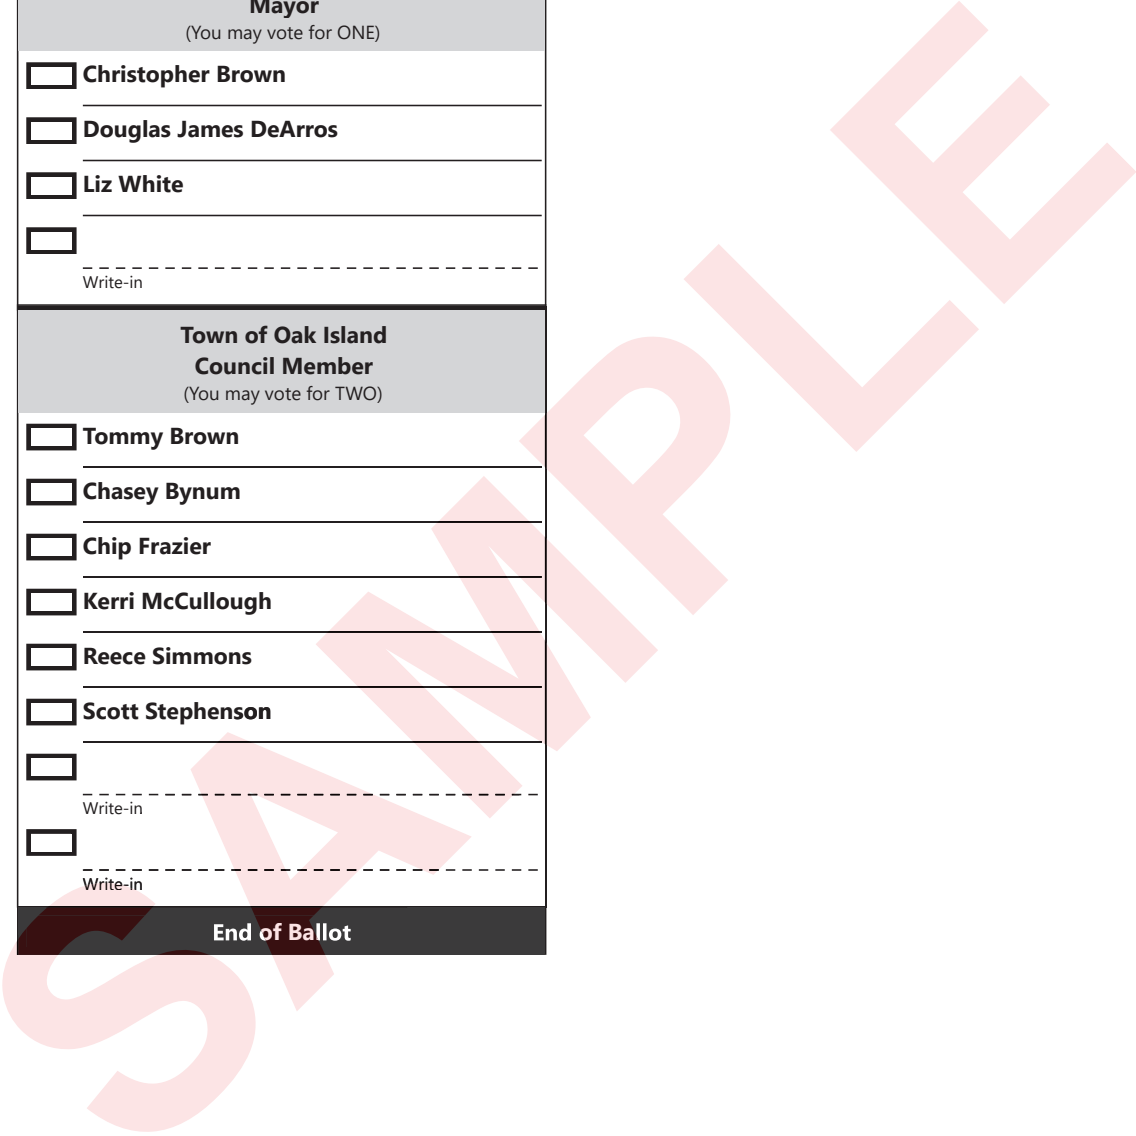 Mayor
(You may vote for ONE)
Christopher Brown
Douglas James DeArros
Liz White
Write-in
Town of Oak Island
Council Member
(You may vote for TWO)
Tommy Brown
Chasey Bynum
Chip Frazier
Kerri McCullough
Reece Simmons
Scott Stephenson
Write-in
Write-in
End of Ballot
SAMPLE